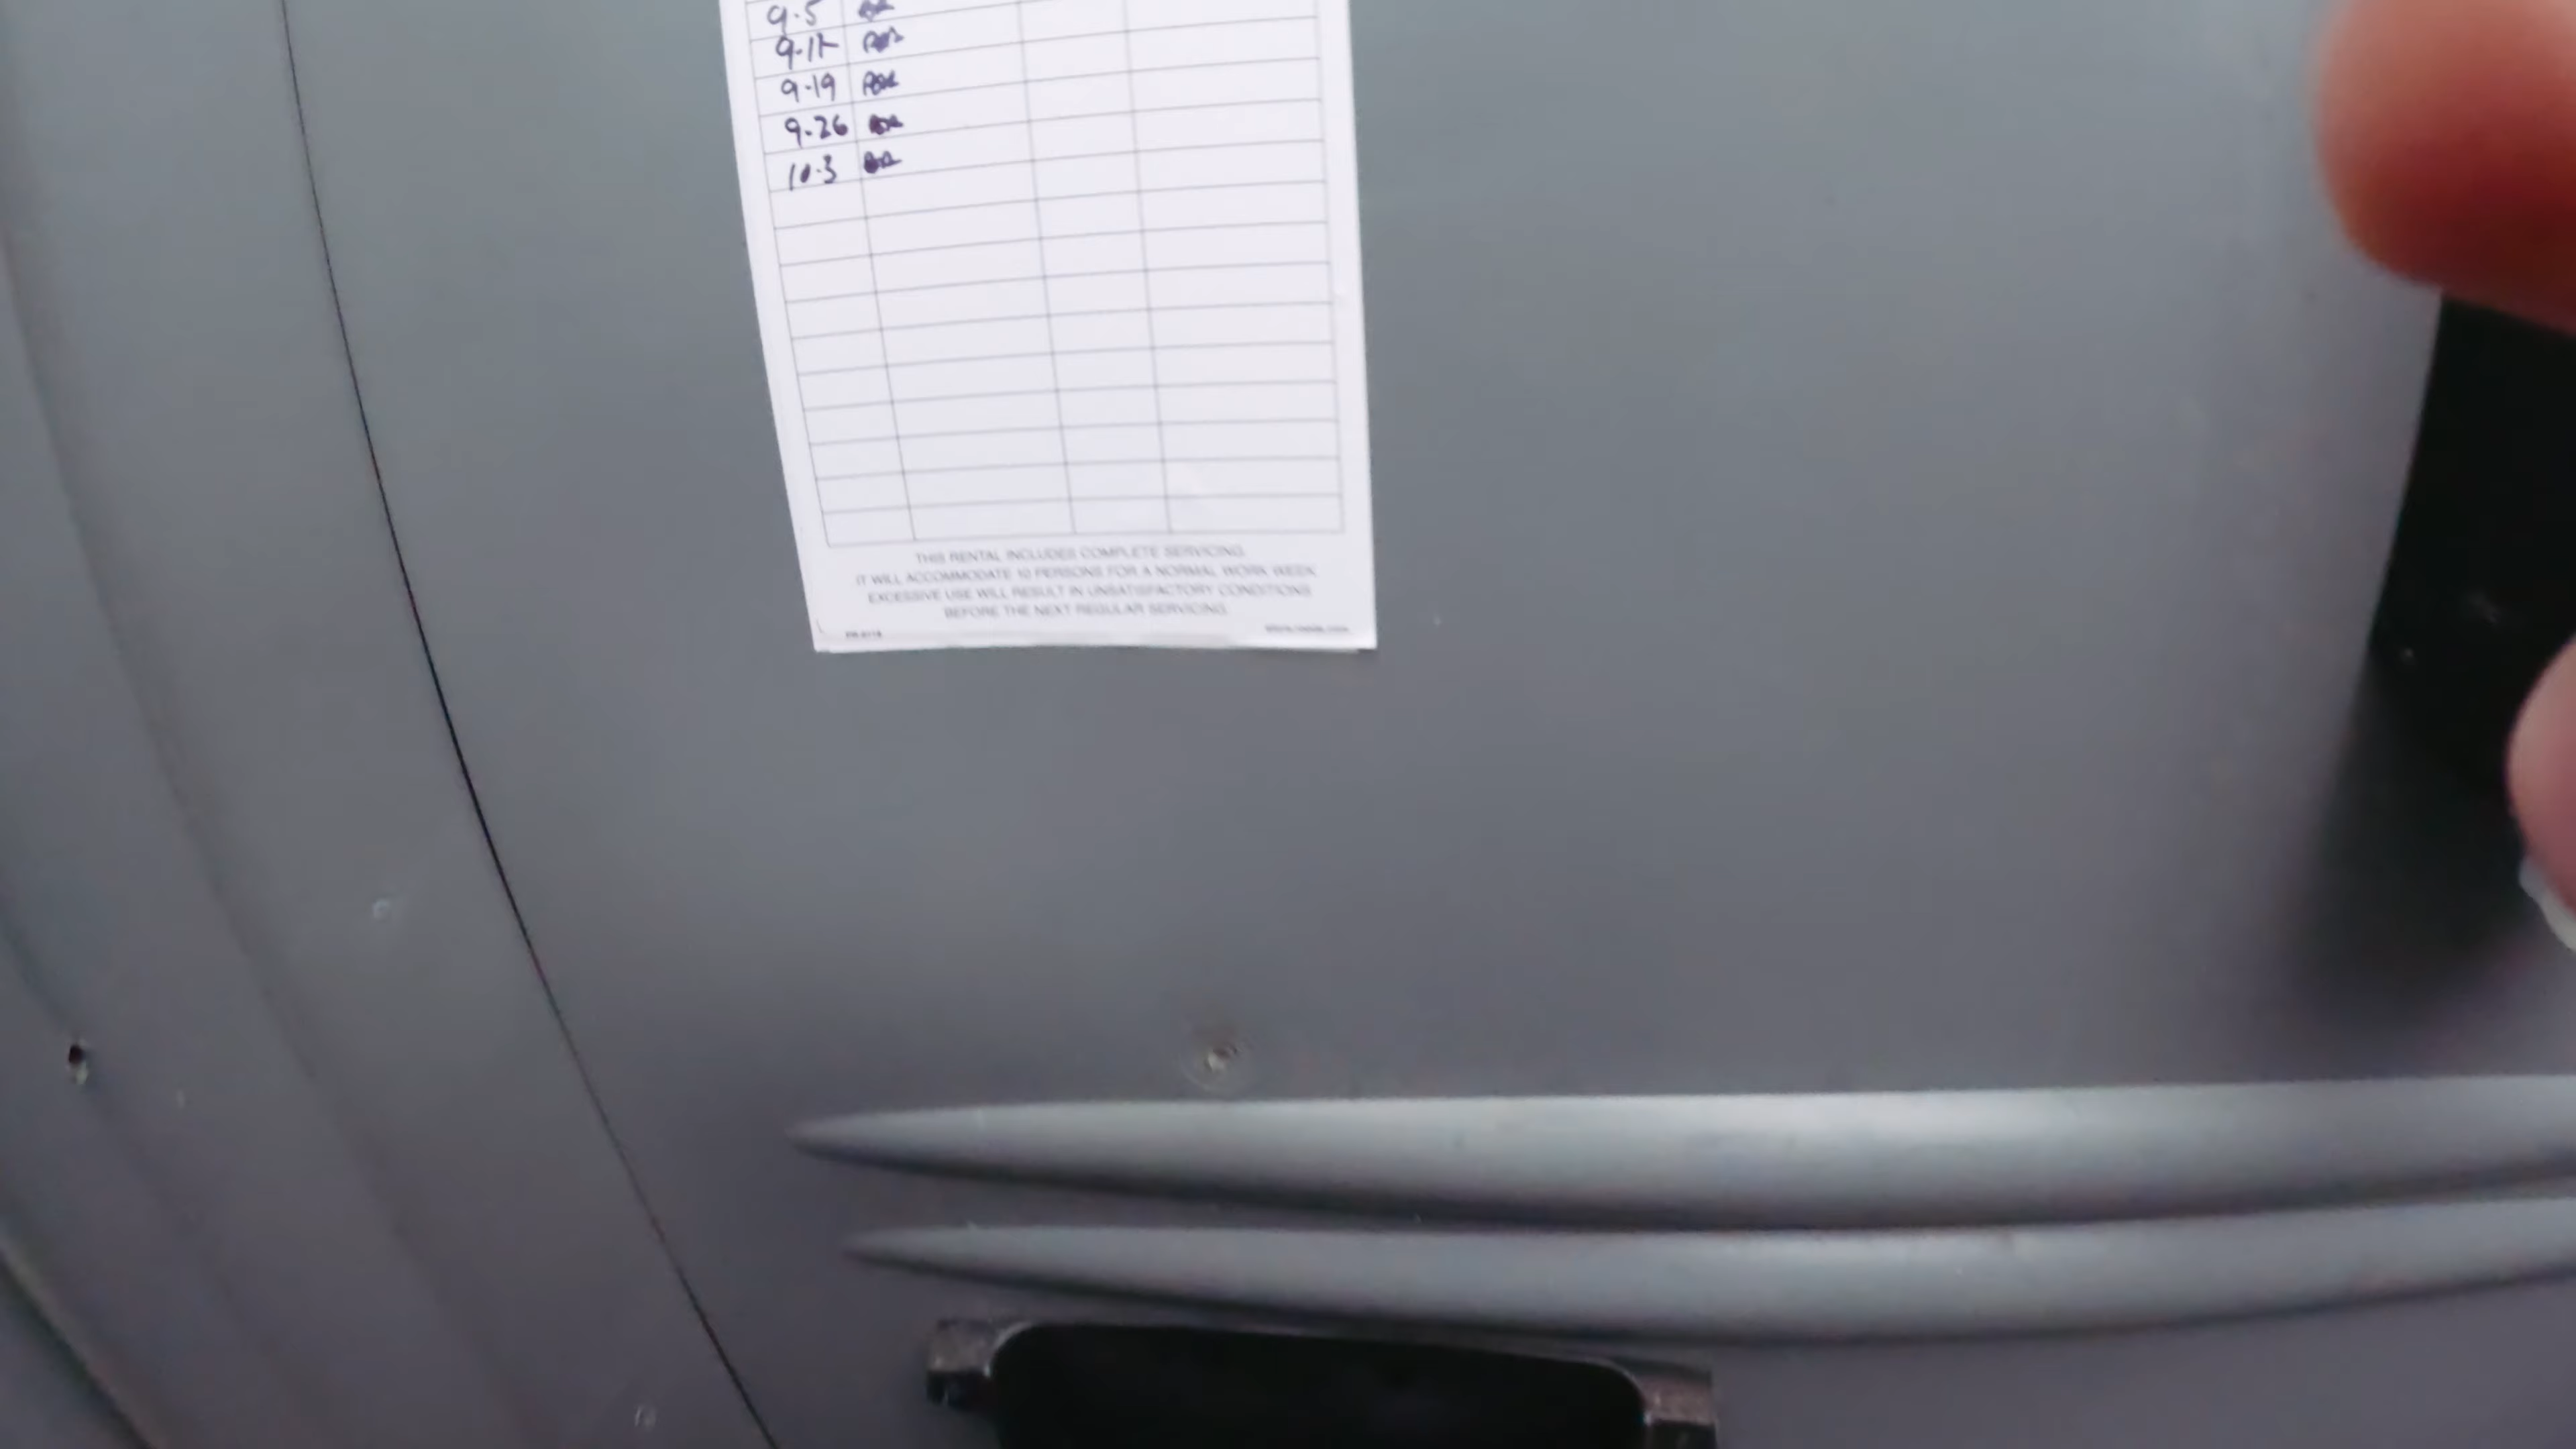 9.5
9.1
9.19
9.26
10.3
THIS RENTAL INCLUDES COMPLETE SERVICING.
IT WILL ACCOMMODATE 10 PERSONS FOR A NORMAL WORK WEEK.
EXCESSIVE USE WILL RESULT IN UNSATISFACTORY CONDITIONS
BEFORE THE NEXT REGULAR SERVICING.